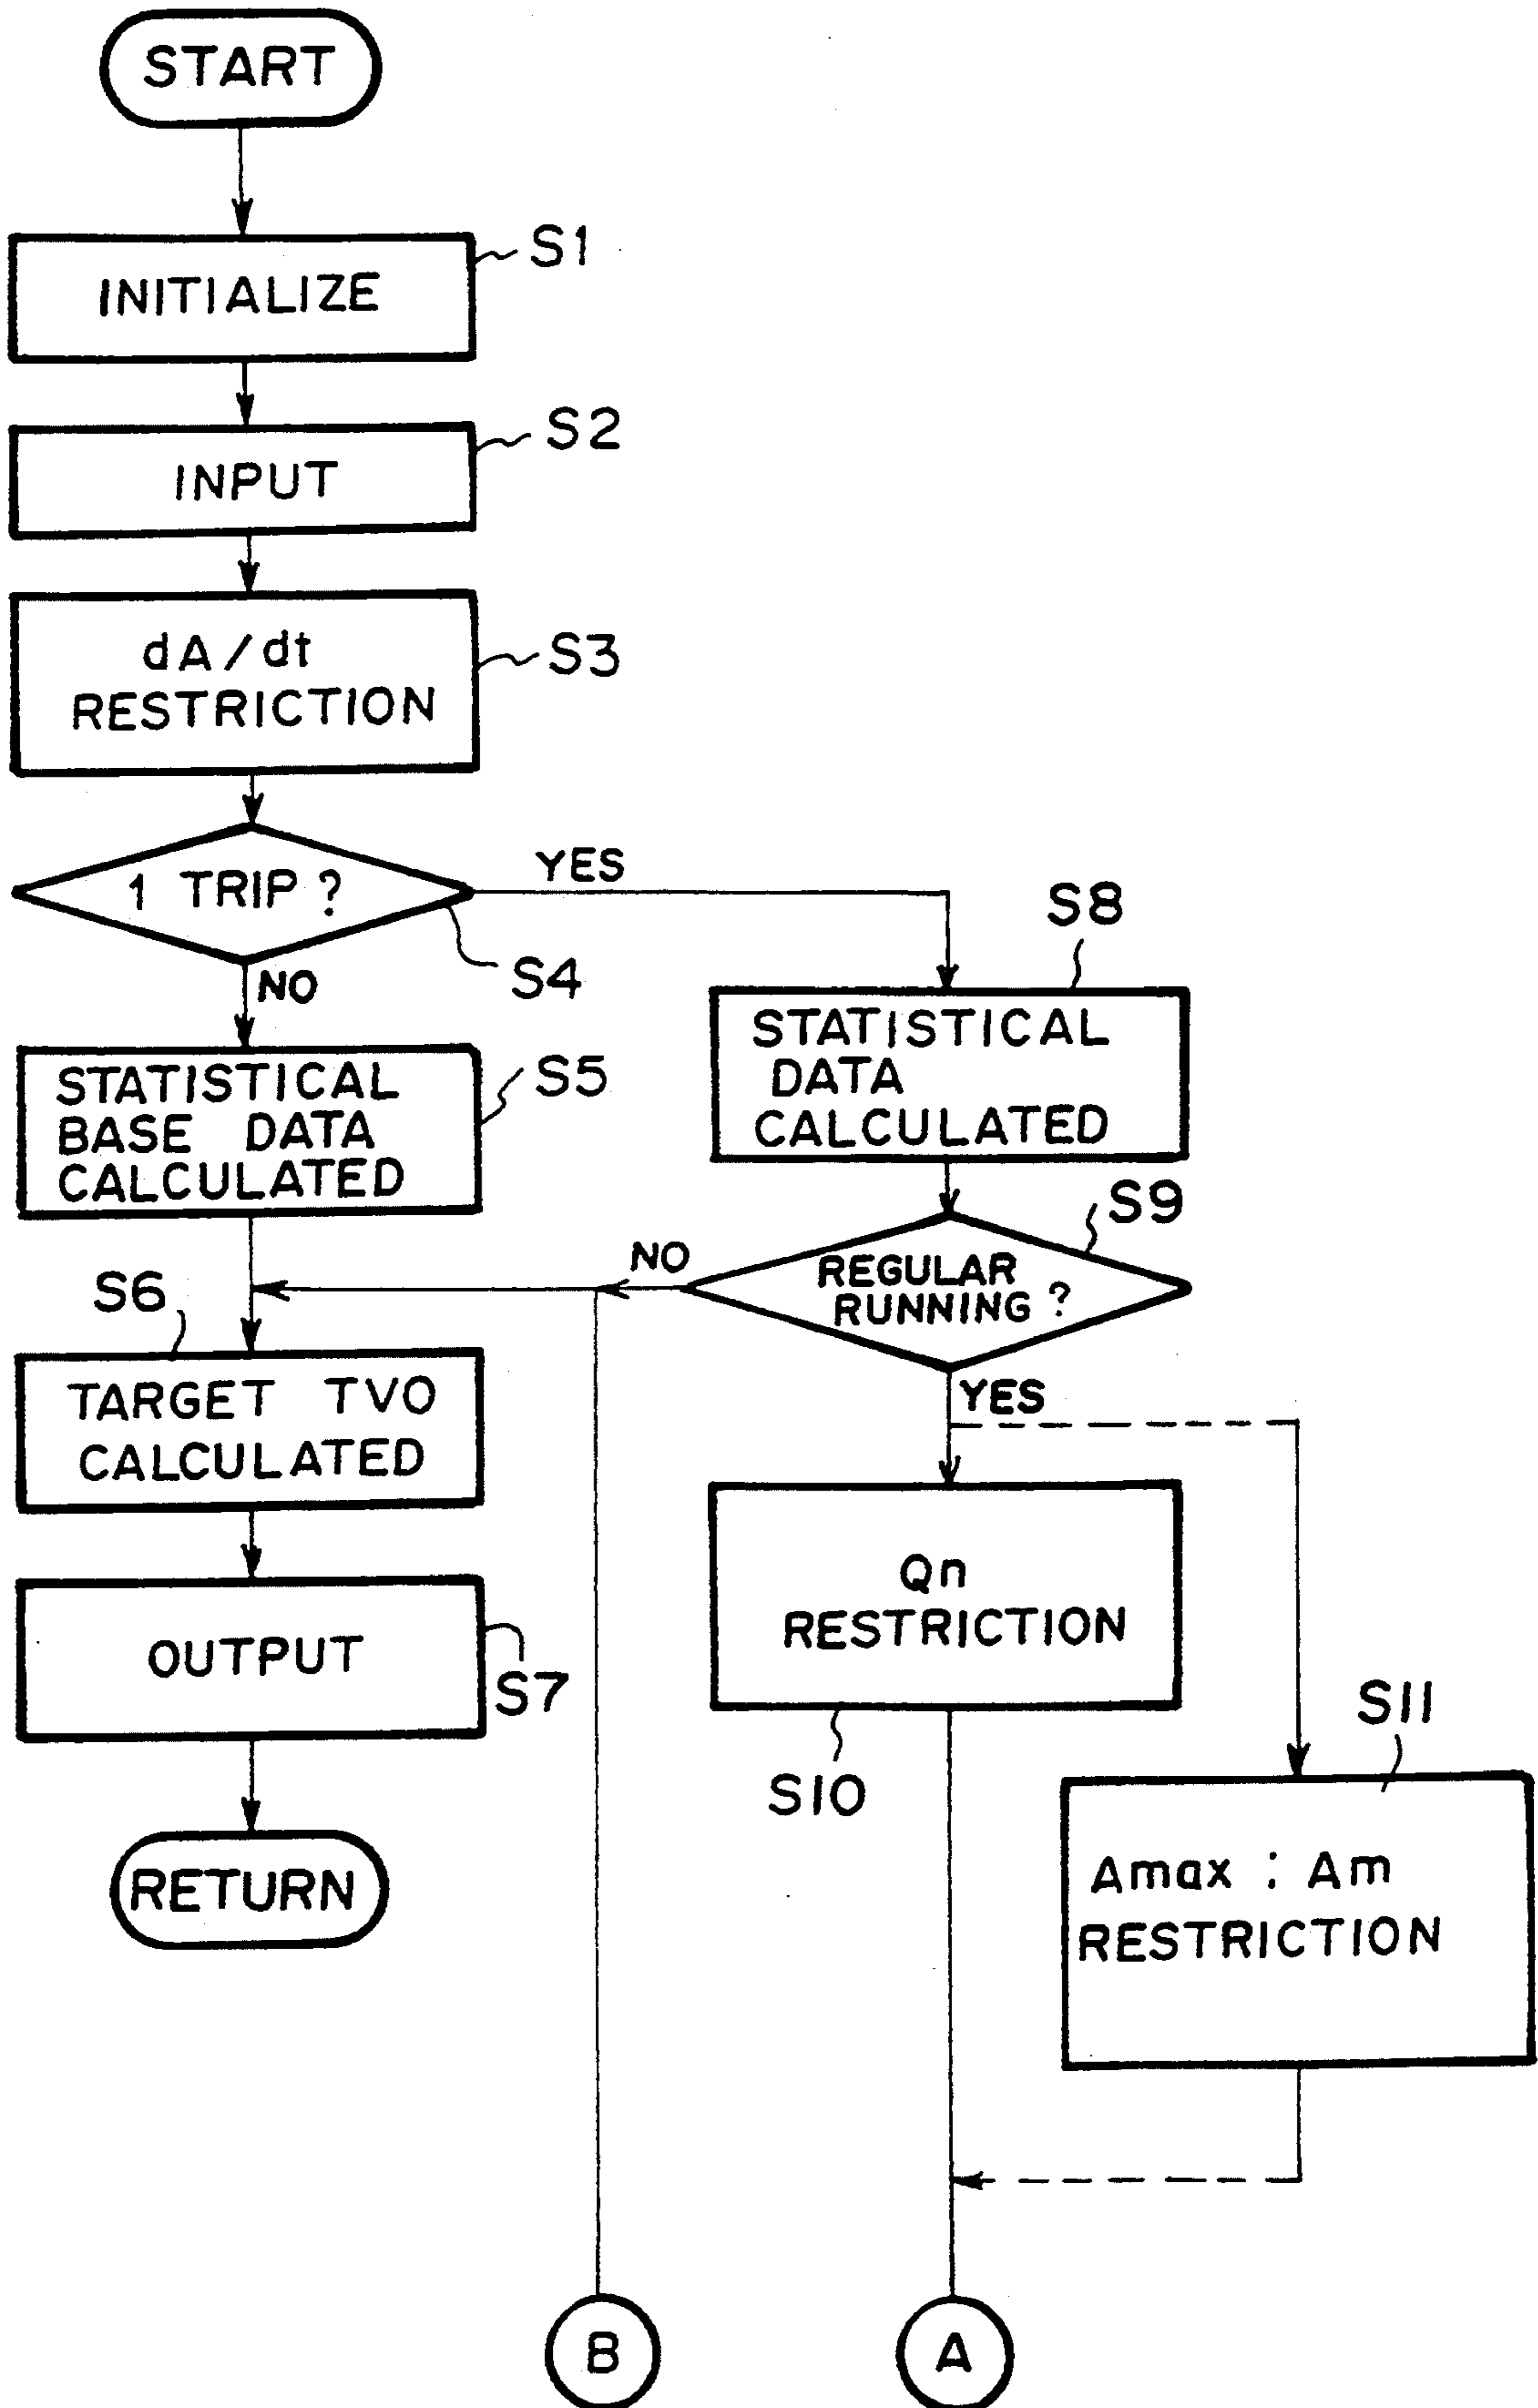 START
INITIALIZE
S1
INPUT
S2
dA/dt
RESTRICTION
S3
1 TRIP ?
YES
S4
NO
STATISTICAL
BASE DATA
CALCULATED
S5
S8
STATISTICAL
DATA
CALCULATED
S9
REGULAR
RUNNING ?
NO
YES
S6
TARGET TVO
CALCULATED
OUTPUT
S7
RETURN
Qn
RESTRICTION
S10
S11
Amax : Am
RESTRICTION
B
A